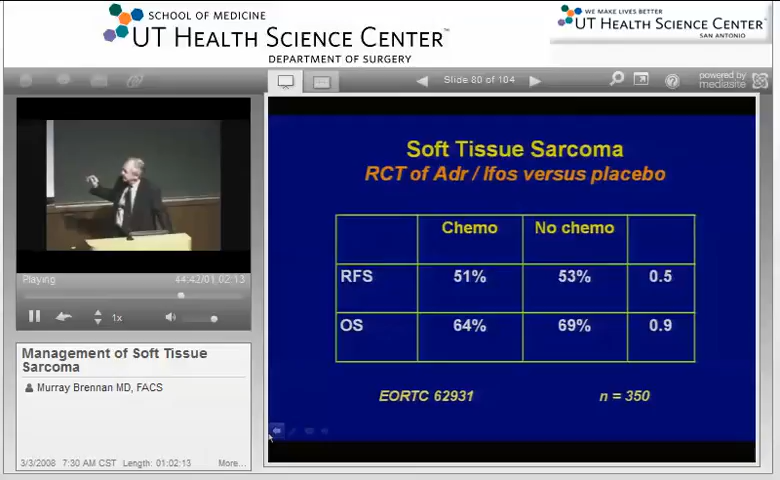 SCHOOL OF MEDICINE
UT HEALTH SCIENCE CENTER™
DEPARTMENT OF SURGERY
WE MAKE LIVES BETTER
UT HEALTH SCIENCE CENTER™
SAN ANTONIO
Slide 80 of 104
powered by
mediasite
Soft Tissue Sarcoma
RCT of Adr / Ifos versus placebo
Chemo No chemo
RFS 51% 53% 0.5
OS 64% 69% 0.9
EORTC 62931 n = 350
Playing 44:42/01:02:13
1x
Management of Soft Tissue
Sarcoma
Murray Brennan MD, FACS
3/3/2008 7:30 AM CST Length: 01:02:13 More...